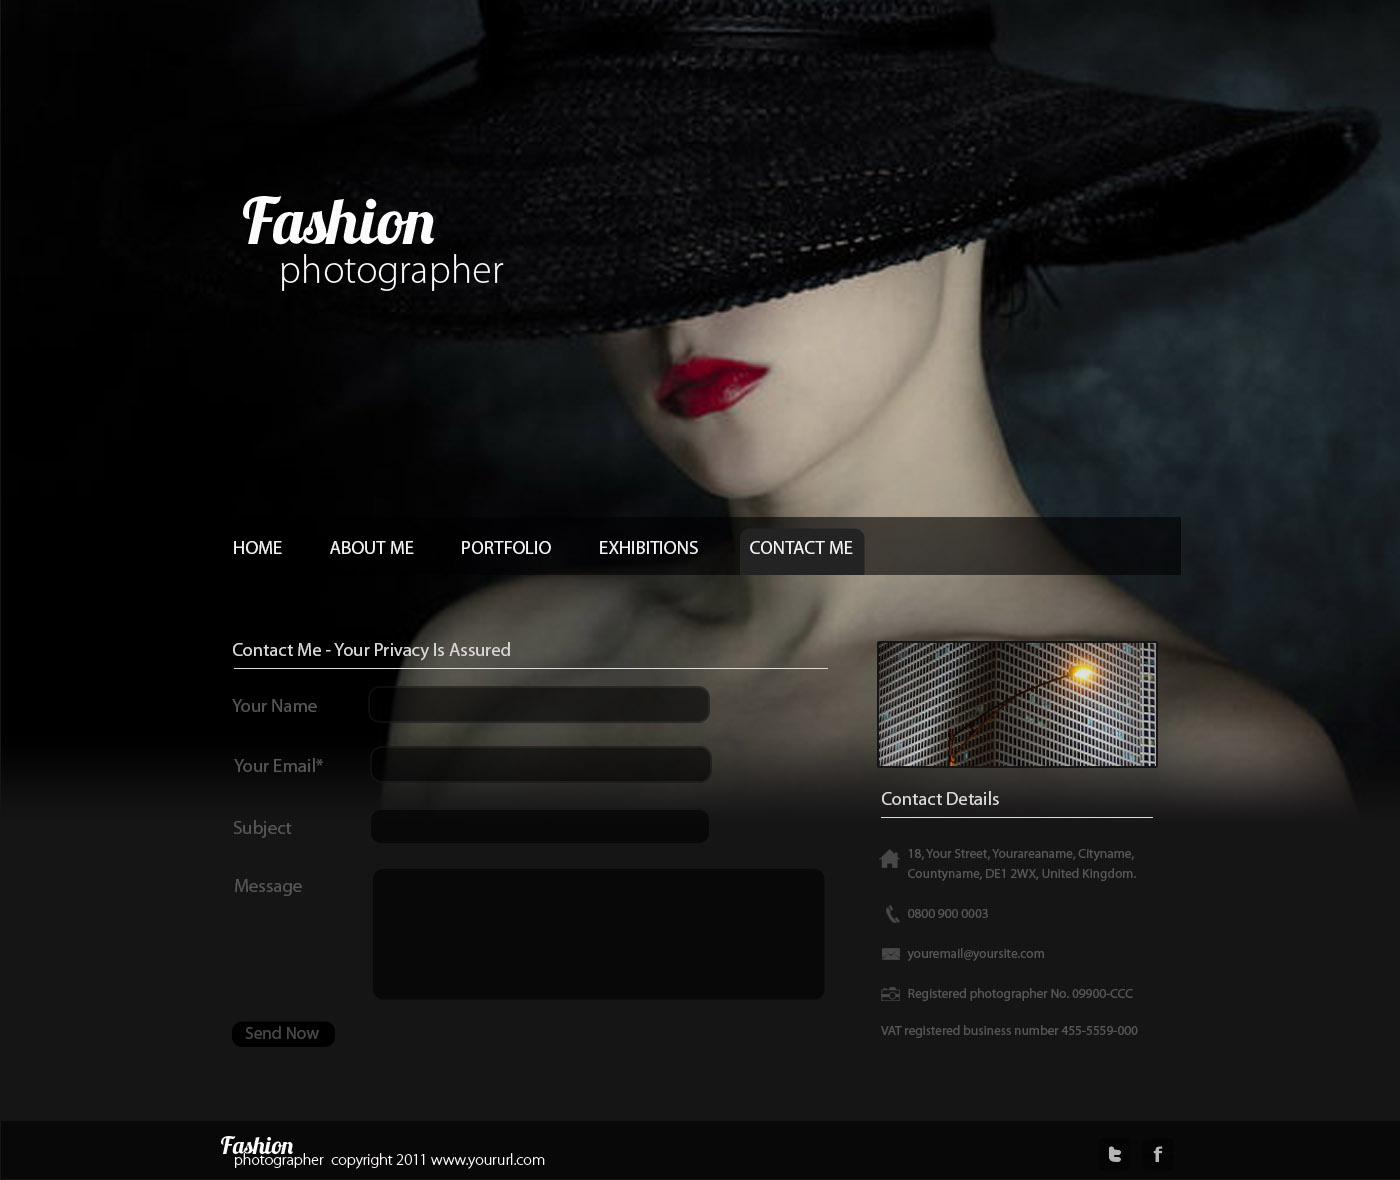 Fashion
photographer
HOME
ABOUT ME
PORTFOLIO
EXHIBITIONS
CONTACT ME
Contact Me - Your Privacy Is Assured
Your Name
Your Email*
Subject
Message
Send Now
Contact Details
18, Your Street, Yourareaname, Cityname,
Countyname, DE1 2WX, United Kingdom.
0800 900 0003
youremail@yoursite.com
Registered photographer No. 09900-CCC
VAT registered business number 455-5559-000
Fashion
photographer copyright 2011 www.yoururl.com
t f